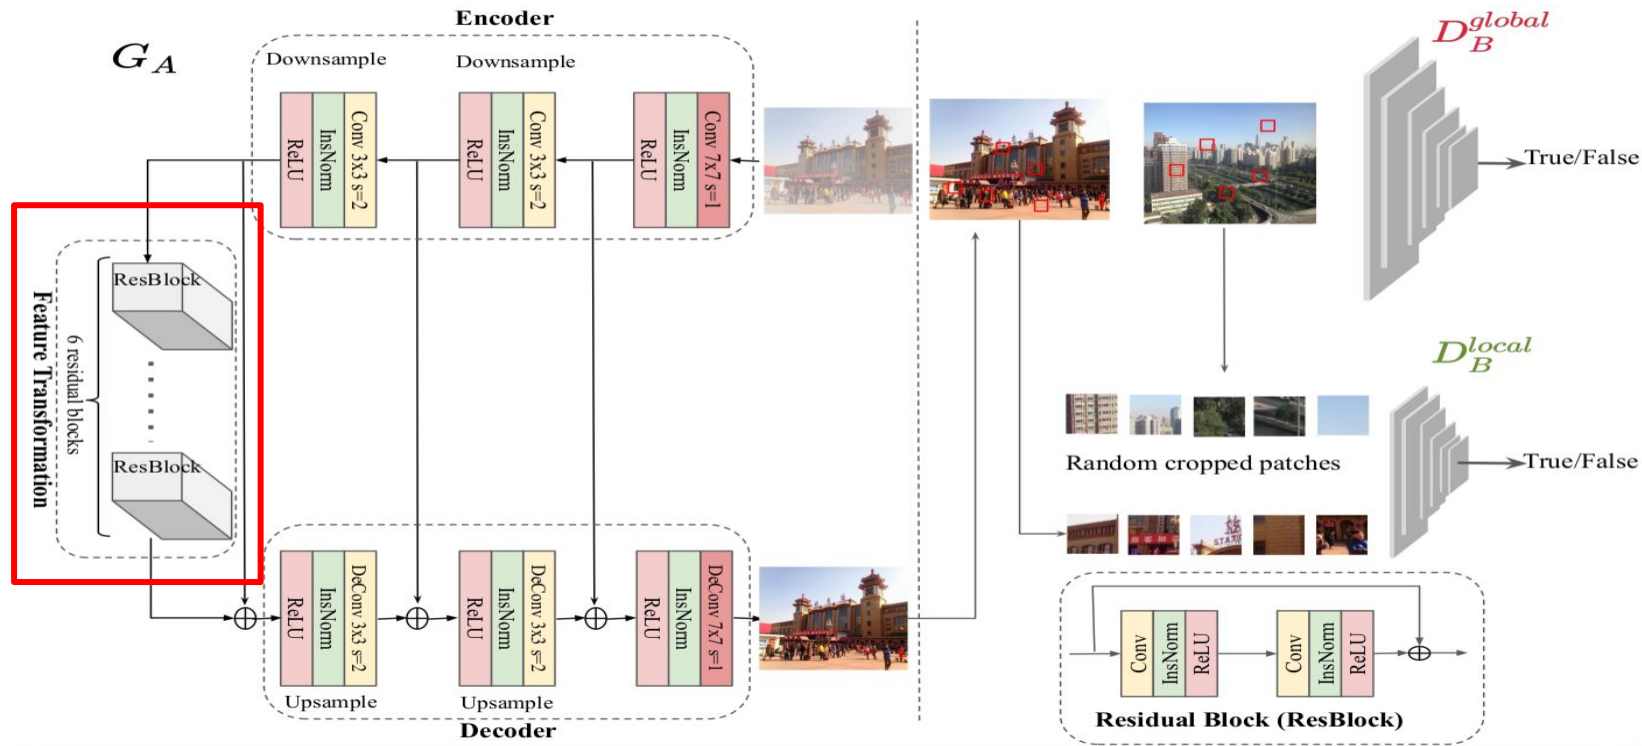 Encoder
G_A
Downsample
Downsample
ReLU
InsNorm
Conv 3x3 s=2
ReLU
InsNorm
Conv 3x3 s=2
ReLU
InsNorm
Conv 7x7 s=1
Feature Transformation
6 residual blocks
ResBlock
ResBlock
ReLU
InsNorm
DeConv 3x3 s=2
ReLU
InsNorm
DeConv 3x3 s=2
ReLU
InsNorm
DeConv 7x7 s=1
Upsample
Upsample
Decoder
D_B^global
True/False
D_B^local
True/False
Random cropped patches
STATI
Conv
InsNorm
ReLU
Conv
InsNorm
ReLU
Residual Block (ResBlock)